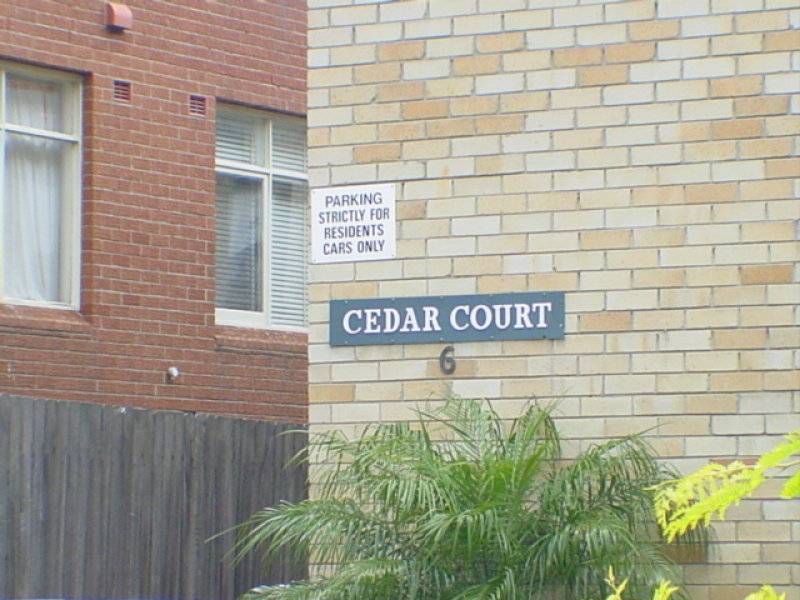 PARKING
STRICTLY FOR
RESIDENTS
CARS ONLY
CEDAR COURT
6